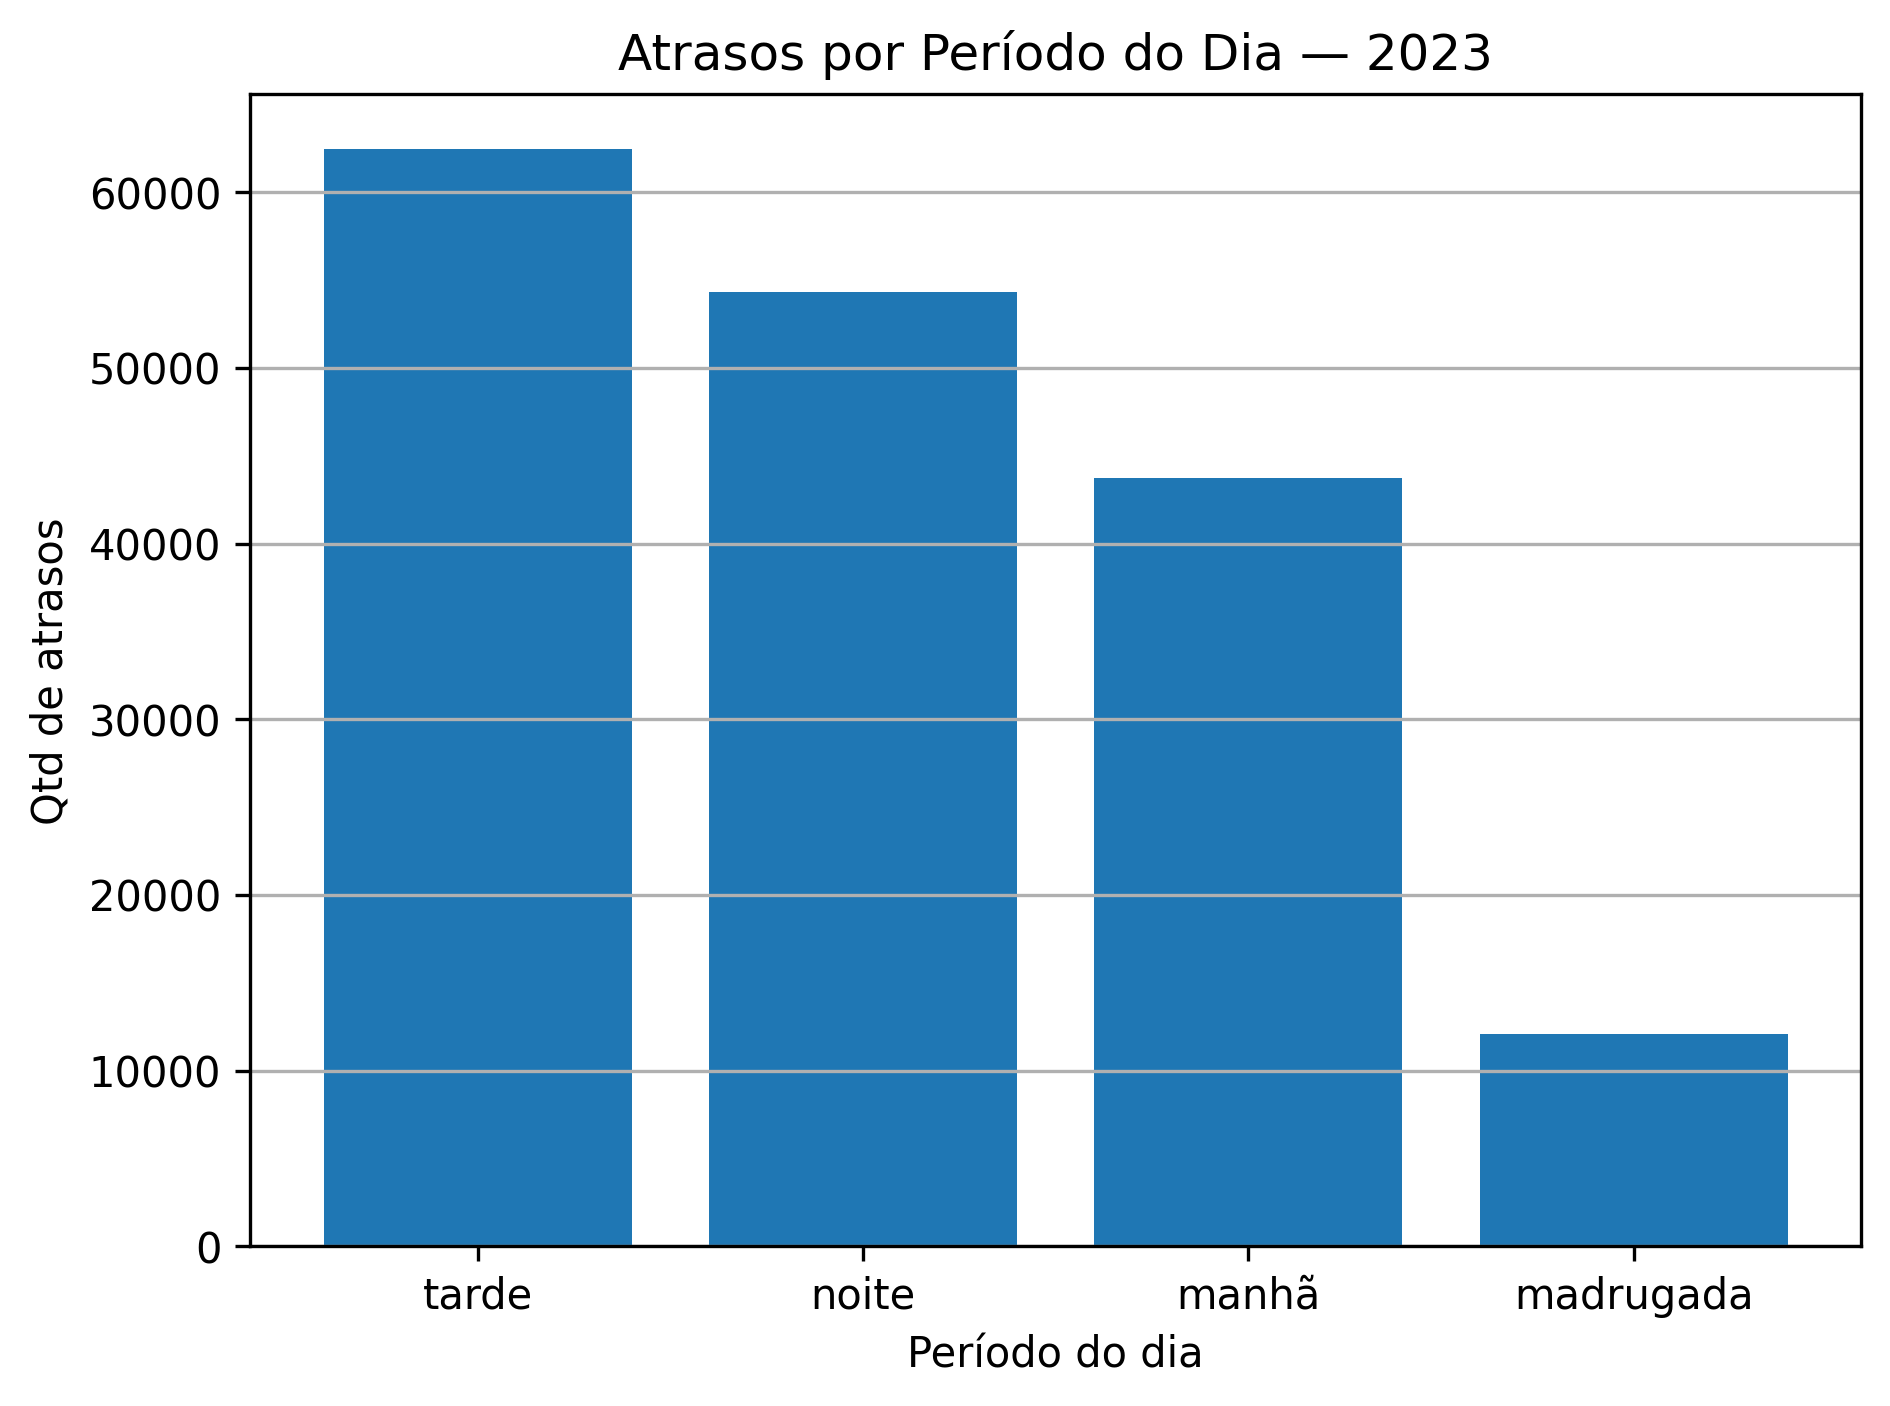 Atrasos por Período do Dia — 2023
Qtd de atrasos
60000
50000
40000
30000
20000
10000
0
tarde noite manhã madrugada
Período do dia